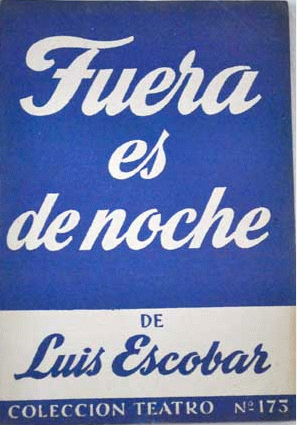 Fuera
es
de noche
DE
Luis Escobar
COLECCION TEATRO Nº 173